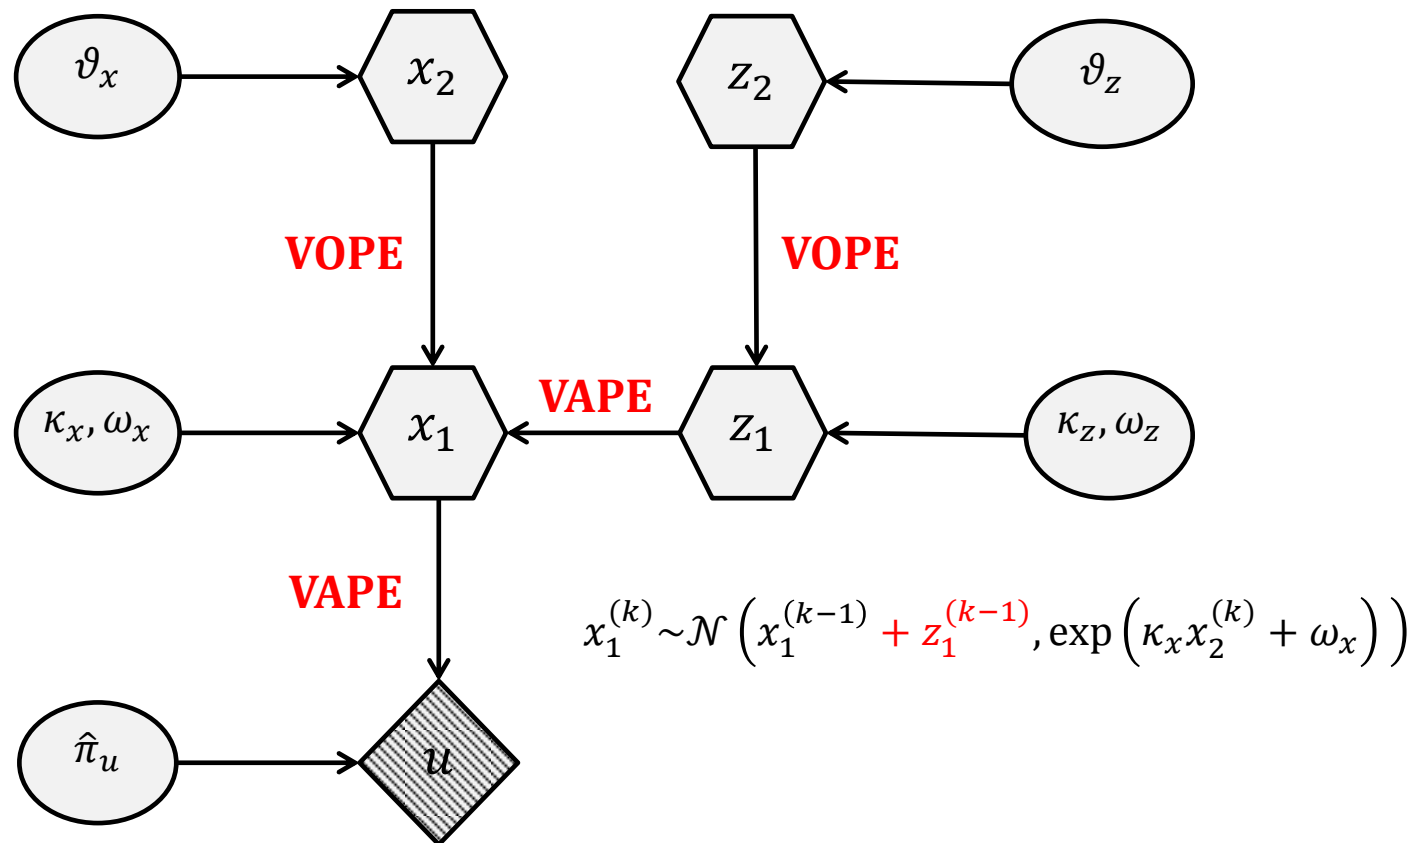 ϑ_x
x_2
z_2
ϑ_z
VOPE
VOPE
κ_x, ω_x
x_1
VAPE
z_1
κ_z, ω_z
VAPE
x_1^{(k)} ~ 𝒩 ( x_1^{(k−1)} + z_1^{(k−1)}, exp ( κ_x x_2^{(k)} + ω_x ) )
π̂_u
u